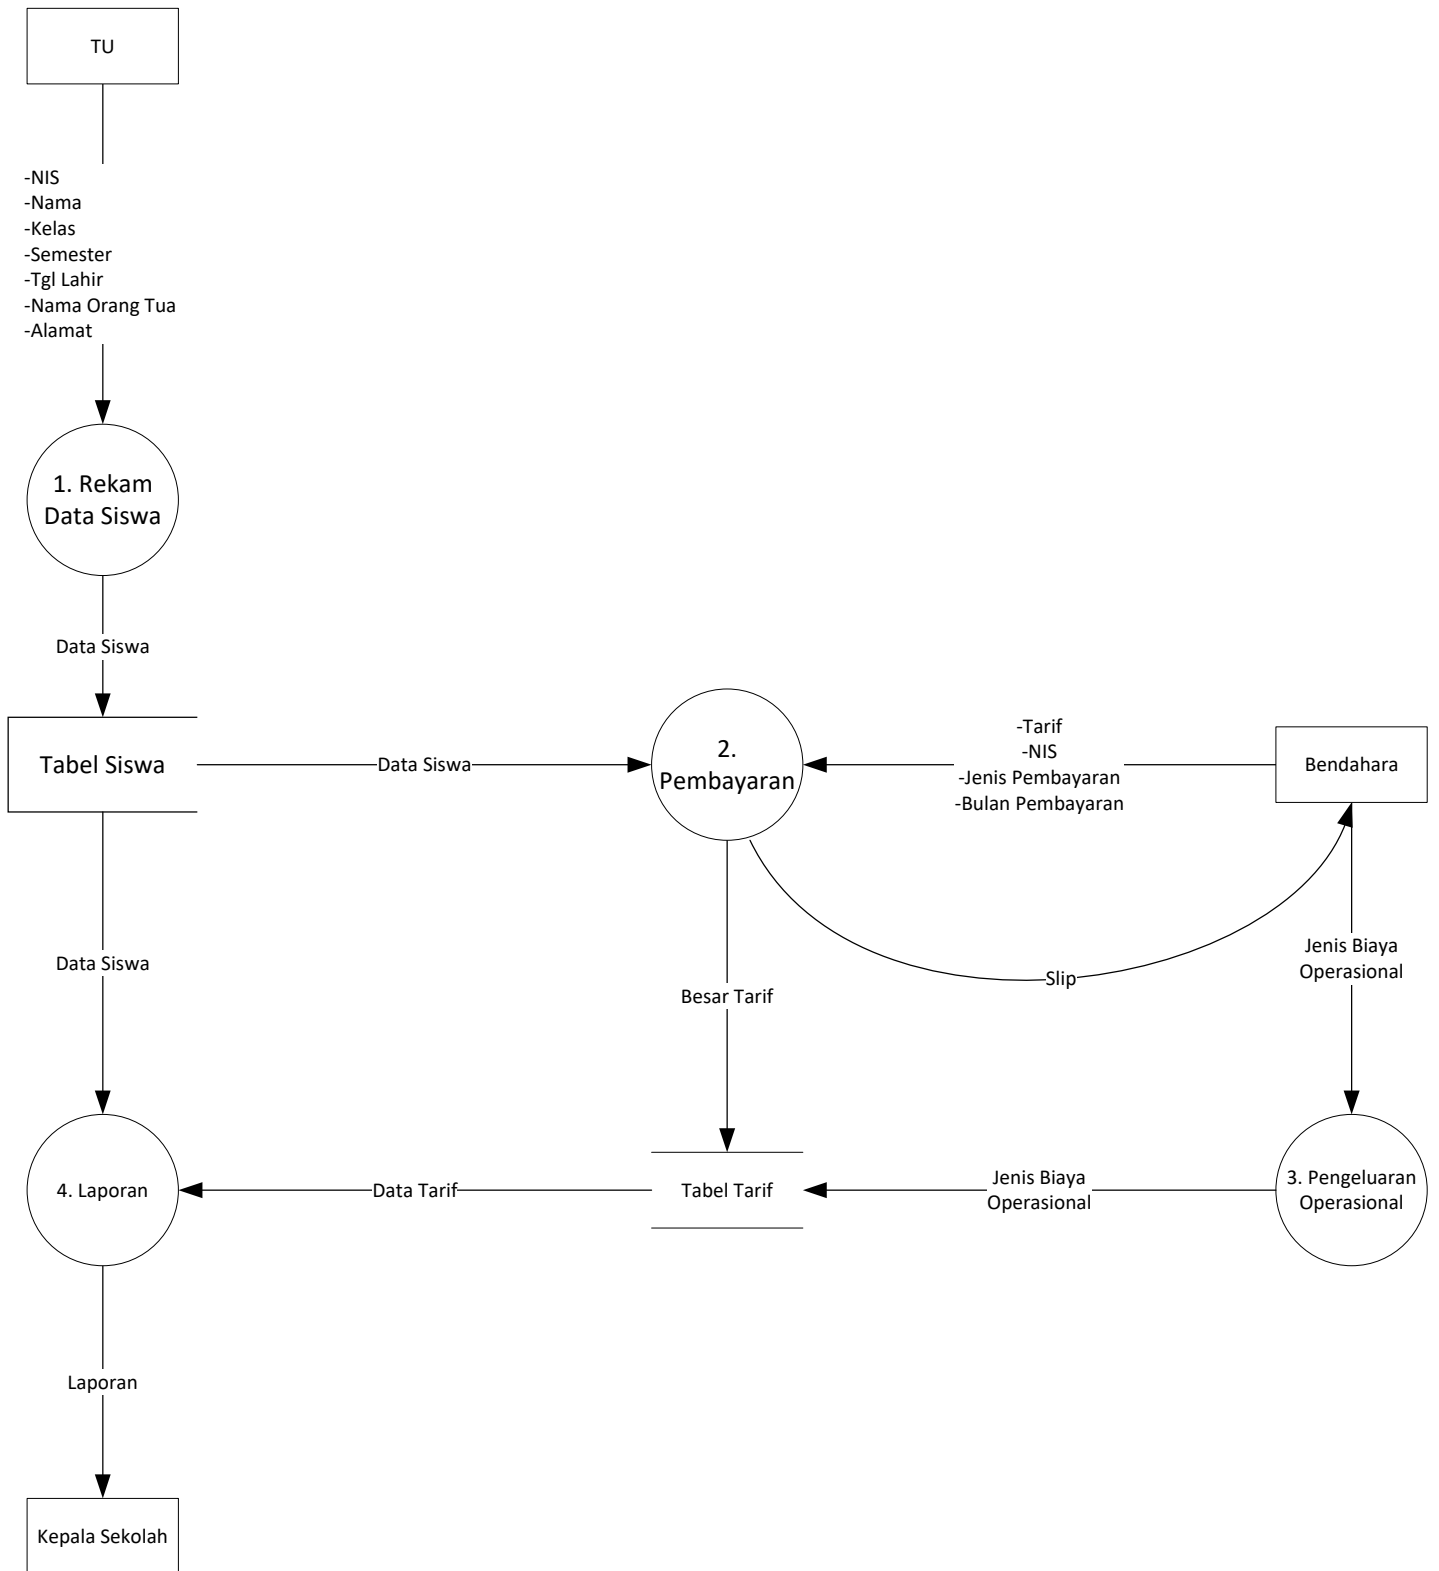 TU
-NIS
-Nama
-Kelas
-Semester
-Tgl Lahir
-Nama Orang Tua
-Alamat
1. Rekam
Data Siswa
Data Siswa
Tabel Siswa
Data Siswa
2.
Pembayaran
-Tarif
-NIS
-Jenis Pembayaran
-Bulan Pembayaran
Bendahara
Data Siswa
Besar Tarif
Slip
Jenis Biaya
Operasional
4. Laporan
Data Tarif
Tabel Tarif
Jenis Biaya
Operasional
3. Pengeluaran
Operasional
Laporan
Kepala Sekolah